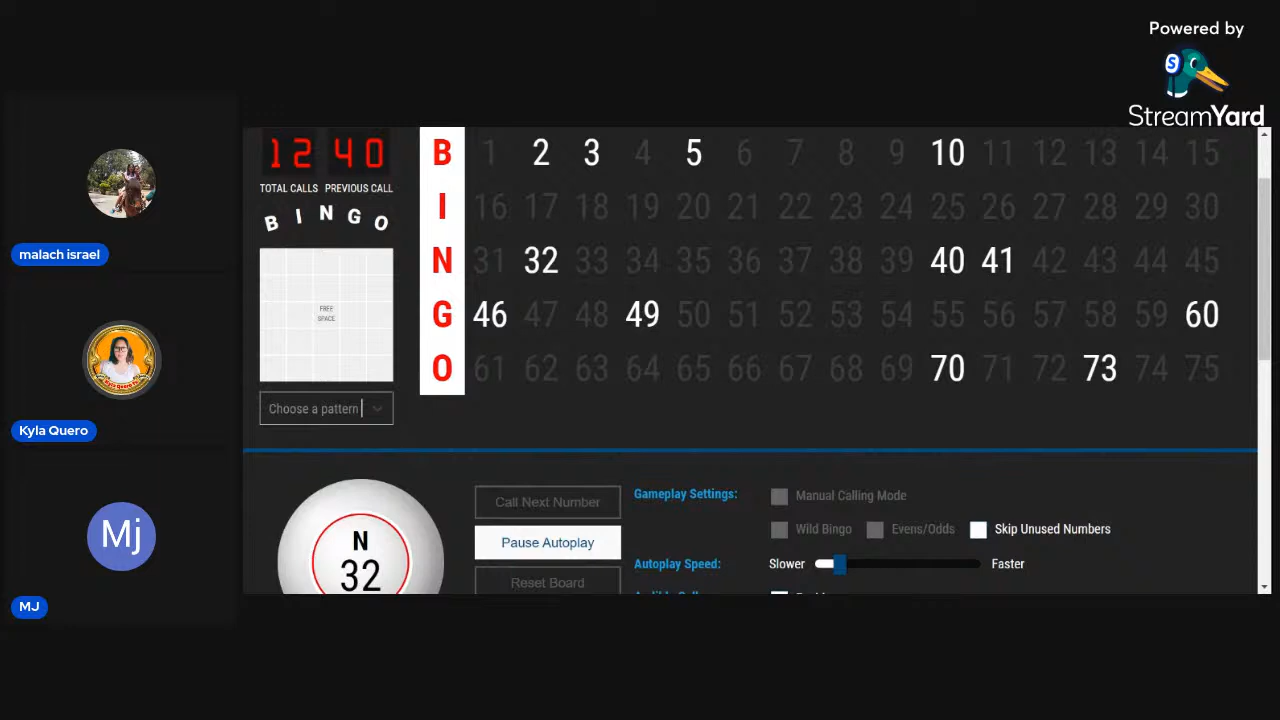 Powered by
StreamYard
malach israel
Kyla Quero
Mj
MJ
12 40
TOTAL CALLS PREVIOUS CALL
BINGO
FREE
SPACE
Choose a pattern
B 1 2 3 4 5 6 7 8 9 10 11 12 13 14 15
I 16 17 18 19 20 21 22 23 24 25 26 27 28 29 30
N 31 32 33 34 35 36 37 38 39 40 41 42 43 44 45
G 46 47 48 49 50 51 52 53 54 55 56 57 58 59 60
O 61 62 63 64 65 66 67 68 69 70 71 72 73 74 75
N
32
Call Next Number
Pause Autoplay
Reset Board
Gameplay Settings:
Manual Calling Mode
Wild Bingo Evens/Odds Skip Unused Numbers
Autoplay Speed:
Slower Faster